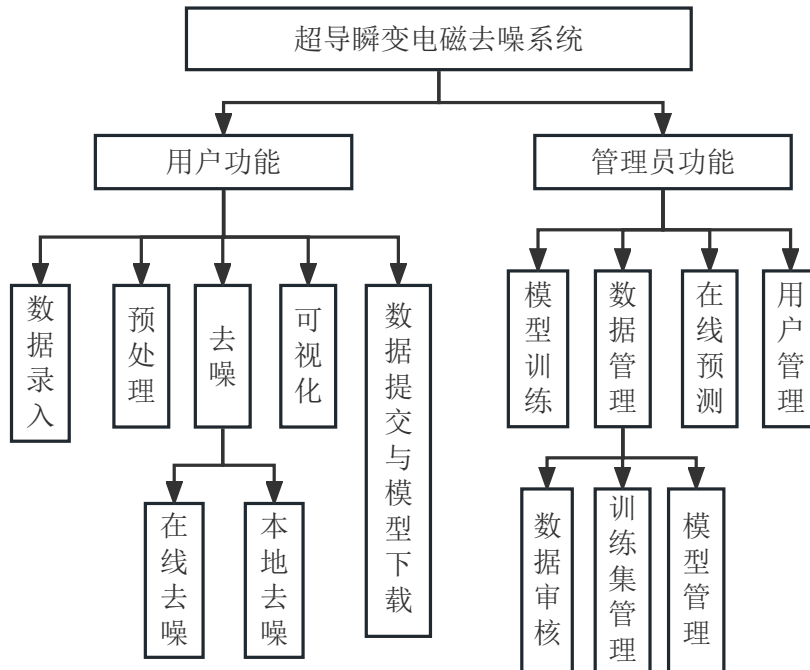 超导瞬变电磁去噪系统
用户功能
管理员功能
数据录入
预处理
去噪
可视化
数据提交与模型下载
模型训练
数据管理
在线预测
用户管理
在线去噪
本地去噪
数据审核
训练集管理
模型管理